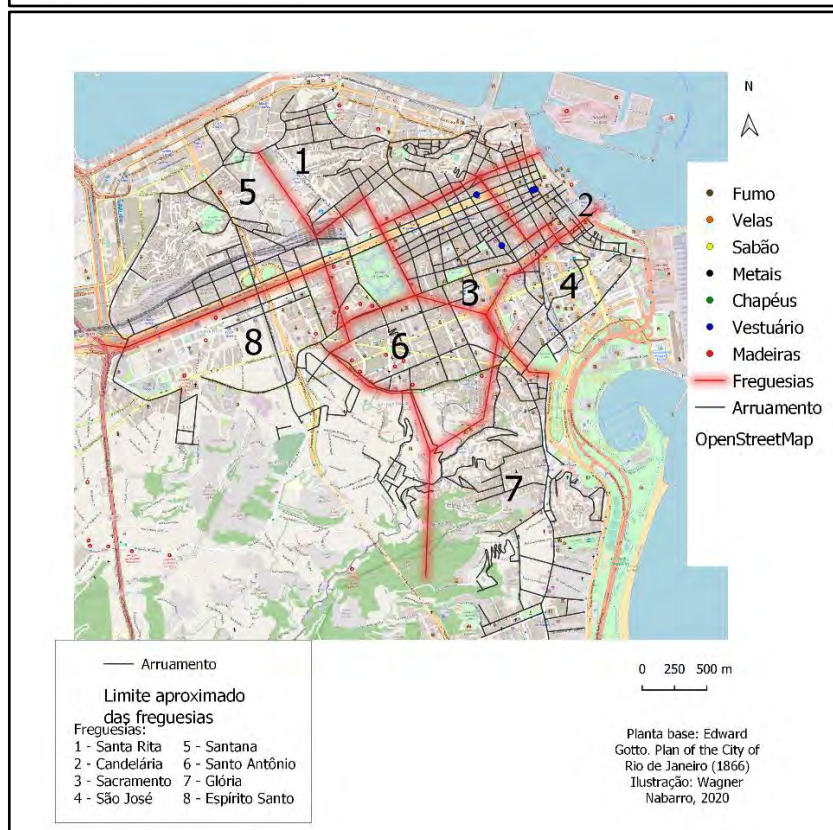 N
1
5
2
3
4
8
6
7
Fumo
Velas
Sabão
Metais
Chapéus
Vestuário
Madeiras
Freguesias
Arruamento
OpenStreetMap
Arruamento
Limite aproximado
das freguesias
Freguesias:
1 - Santa Rita 5 - Santana
2 - Candelária 6 - Santo Antônio
3 - Sacramento 7 - Glória
4 - São José 8 - Espírito Santo
0 250 500 m
Planta base: Edward
Gotto. Plan of the City of
Rio de Janeiro (1866)
Ilustração: Wagner
Nabarro, 2020